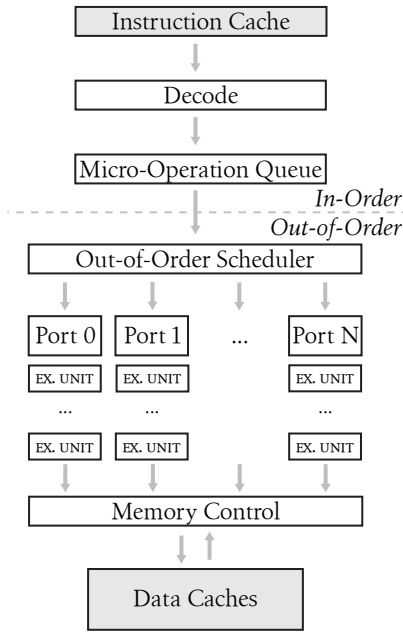 Instruction Cache
Decode
Micro-Operation Queue
In-Order
Out-of-Order
Out-of-Order Scheduler
Port 0 Port 1 ... Port N
EX. UNIT EX. UNIT EX. UNIT
... ... ...
EX. UNIT EX. UNIT EX. UNIT
Memory Control
Data Caches